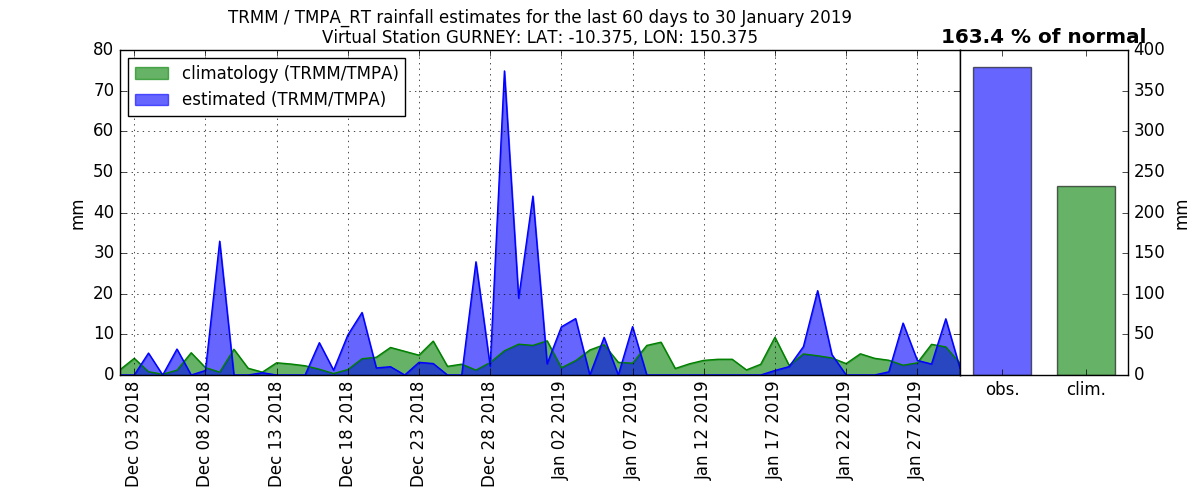 TRMM / TMPA_RT rainfall estimates for the last 60 days to 30 January 2019
Virtual Station GURNEY: LAT: -10.375, LON: 150.375
163.4 % of normal
climatology (TRMM/TMPA)
estimated (TRMM/TMPA)
80
70
60
50
40
30
20
10
0
mm
Dec 03 2018
Dec 08 2018
Dec 13 2018
Dec 18 2018
Dec 23 2018
Dec 28 2018
Jan 02 2019
Jan 07 2019
Jan 12 2019
Jan 17 2019
Jan 22 2019
Jan 27 2019
400
350
300
250
200
150
100
50
0
mm
obs.
clim.